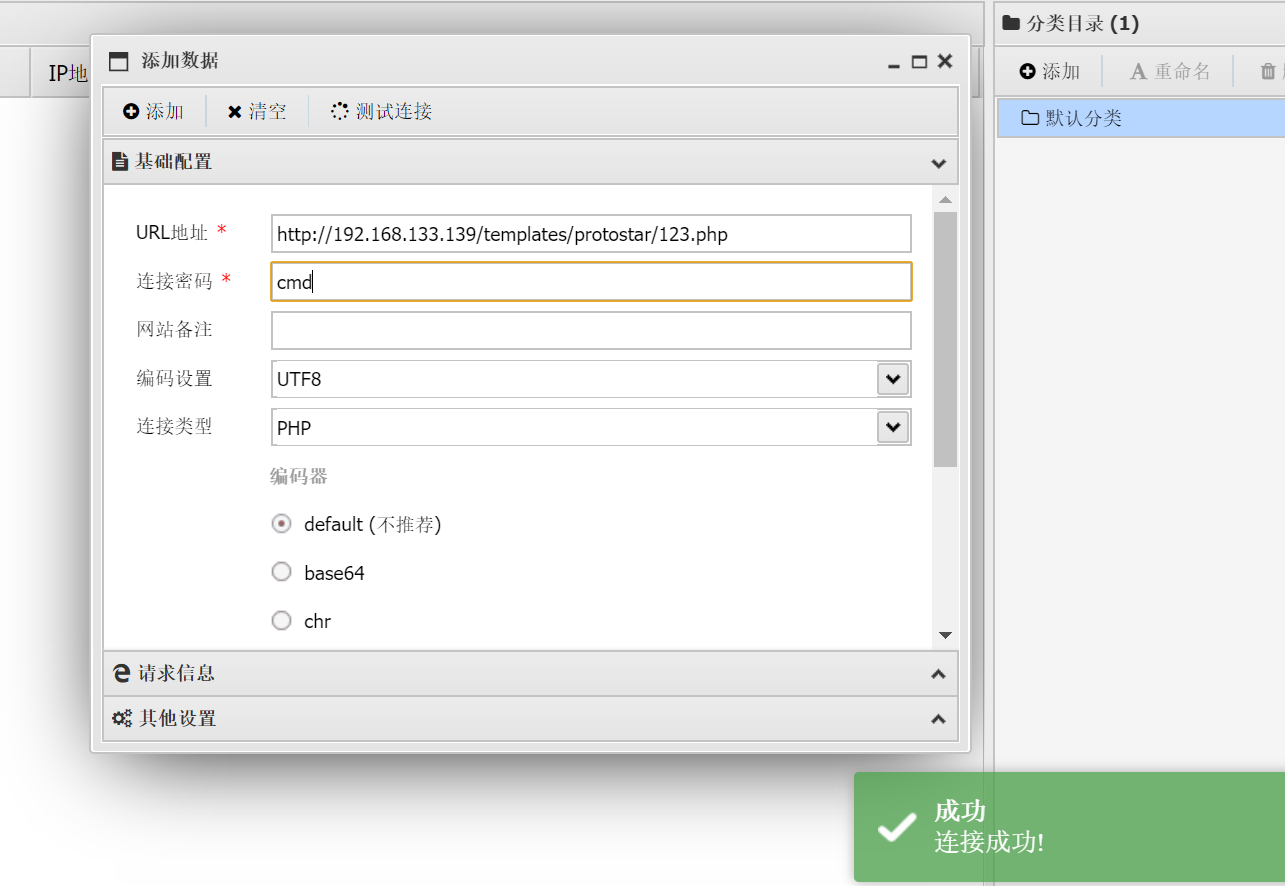 分类目录 (1)
IP地
添加数据
添加 重命名
添加 清空 测试连接
默认分类
基础配置
URL地址 * http://192.168.133.139/templates/protostar/123.php
连接密码 * cmd
网站备注
编码设置 UTF8
连接类型 PHP
编码器
default (不推荐)
base64
chr
请求信息
其他设置
成功
连接成功!